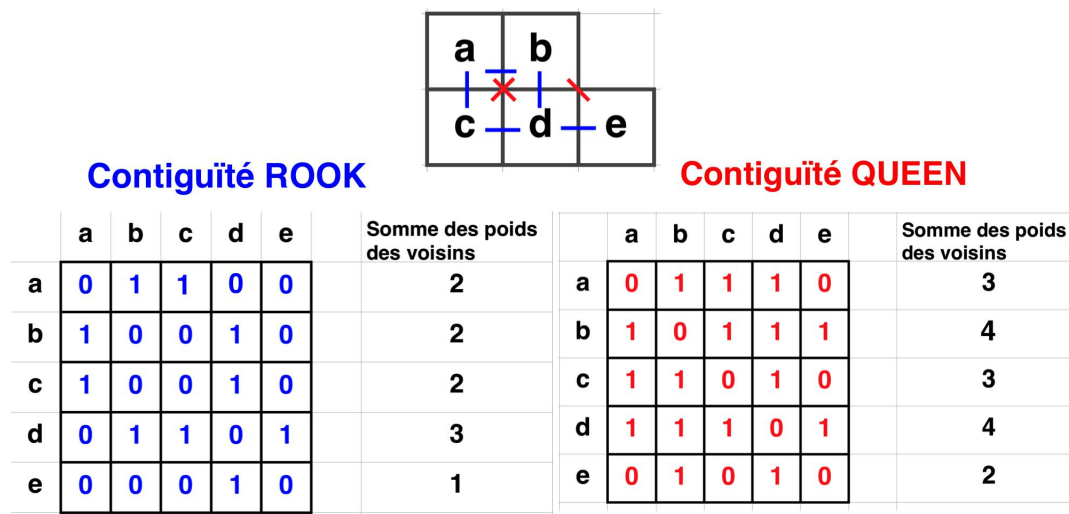 a b
c d e
Contiguïté ROOK
a b c d e Somme des poids
des voisins
a 0 1 1 0 0 2
b 1 0 0 1 0 2
c 1 0 0 1 0 2
d 0 1 1 0 1 3
e 0 0 0 1 0 1
Contiguïté QUEEN
a b c d e Somme des poids
des voisins
a 0 1 1 1 0 3
b 1 0 1 1 1 4
c 1 1 0 1 0 3
d 1 1 1 0 1 4
e 0 1 0 1 0 2